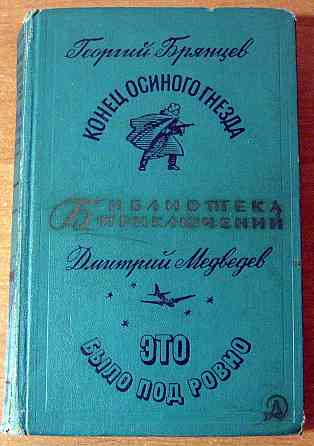 Георгий Брянцев
КОНЕЦ ОСИНОГО ГНЕЗДА
БИБЛИОТЕКА
ПРИКЛЮЧЕНИЙ
Дмитрий Медведев
ЭТО
БЫЛО ПОД РОВНО